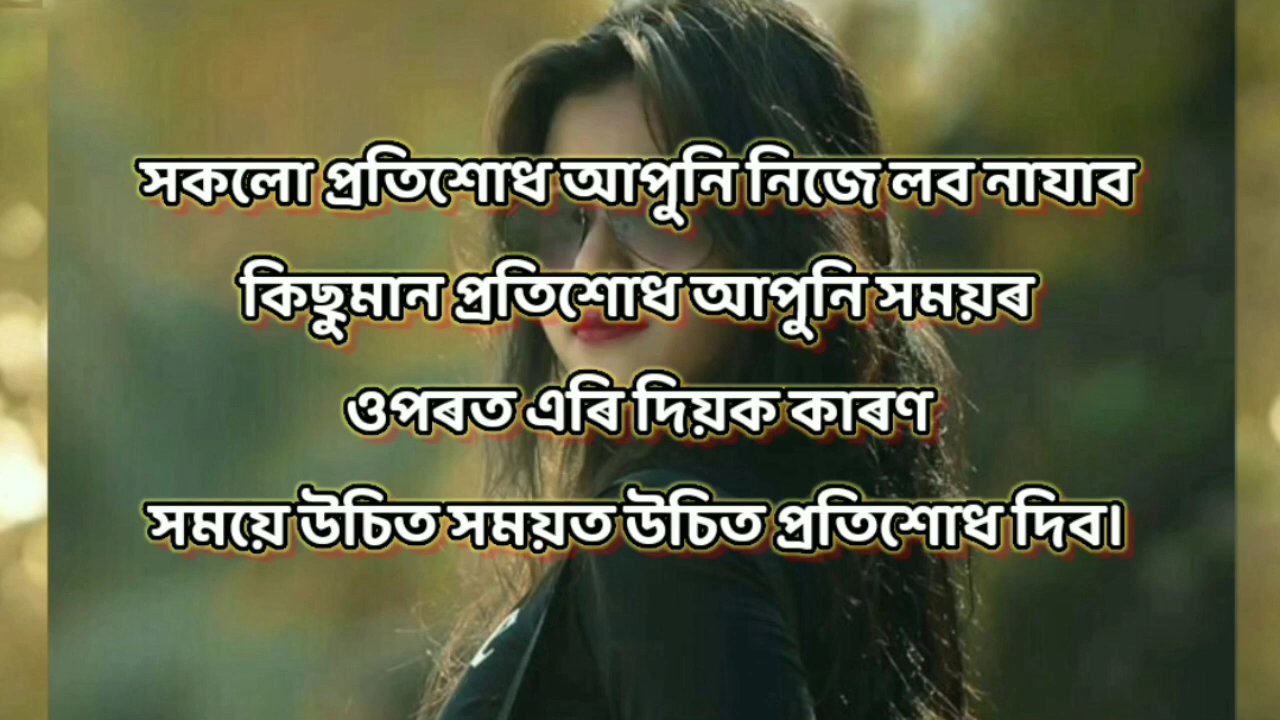 সকলো প্ৰতিশোধ আপুনি নিজে লব নাযাব
কিছুমান প্ৰতিশোধ আপুনি সময়ৰ
ওপৰত এৰি দিয়ক কাৰণ
সময়ে উচিত সময়ত উচিত প্ৰতিশোধ দিব।